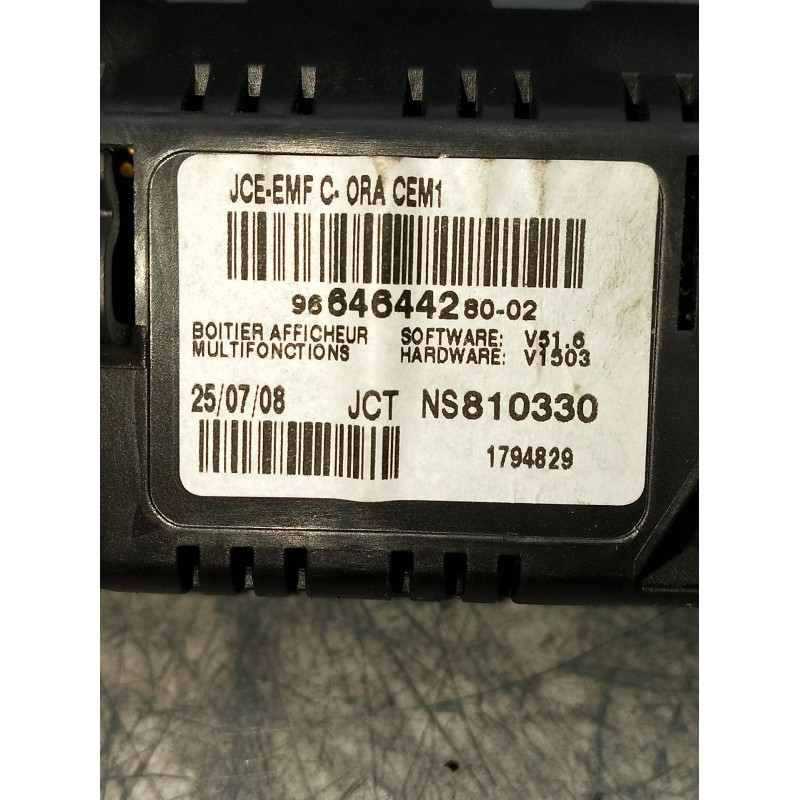 JCE-EMF C- ORA CEM1
9664644280-02
BOITIER AFFICHEUR SOFTWARE: V51.6
MULTIFONCTIONS HARDWARE: V1503
25/07/08 JCT NS810330
1794829